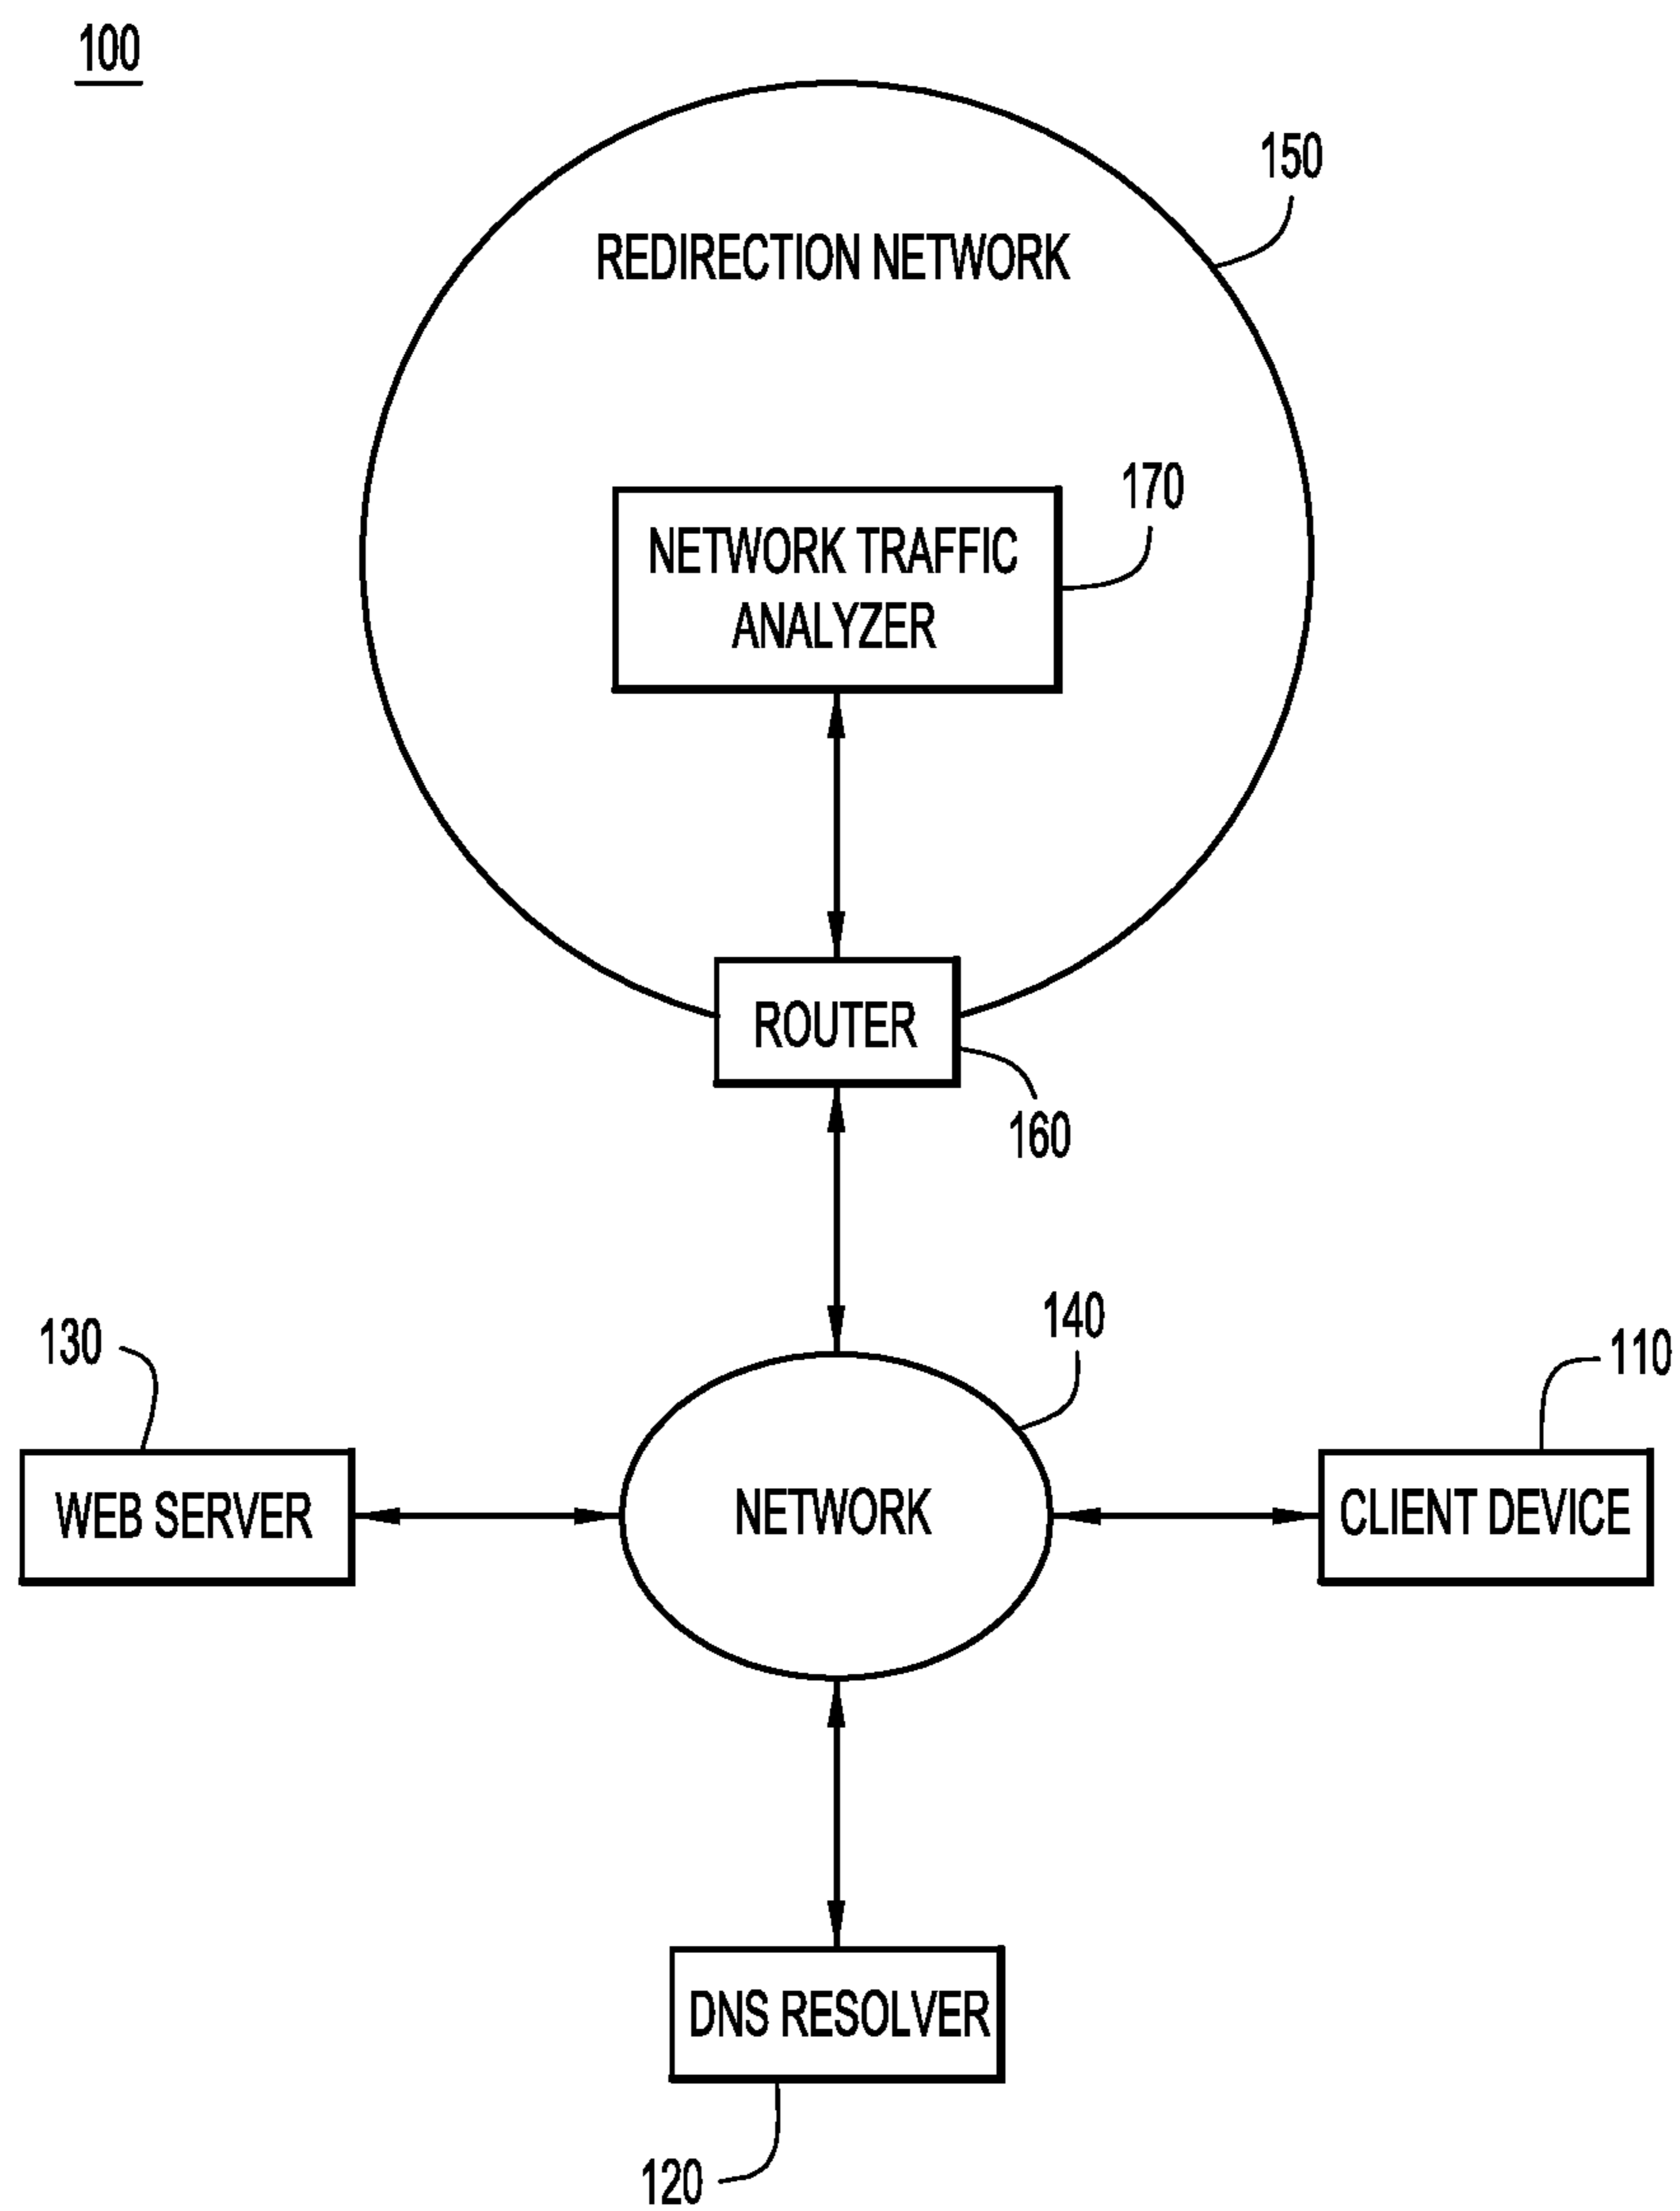 100
150
REDIRECTION NETWORK
170
NETWORK TRAFFIC
ANALYZER
ROUTER
160
140
130
110
WEB SERVER
NETWORK
CLIENT DEVICE
DNS RESOLVER
120